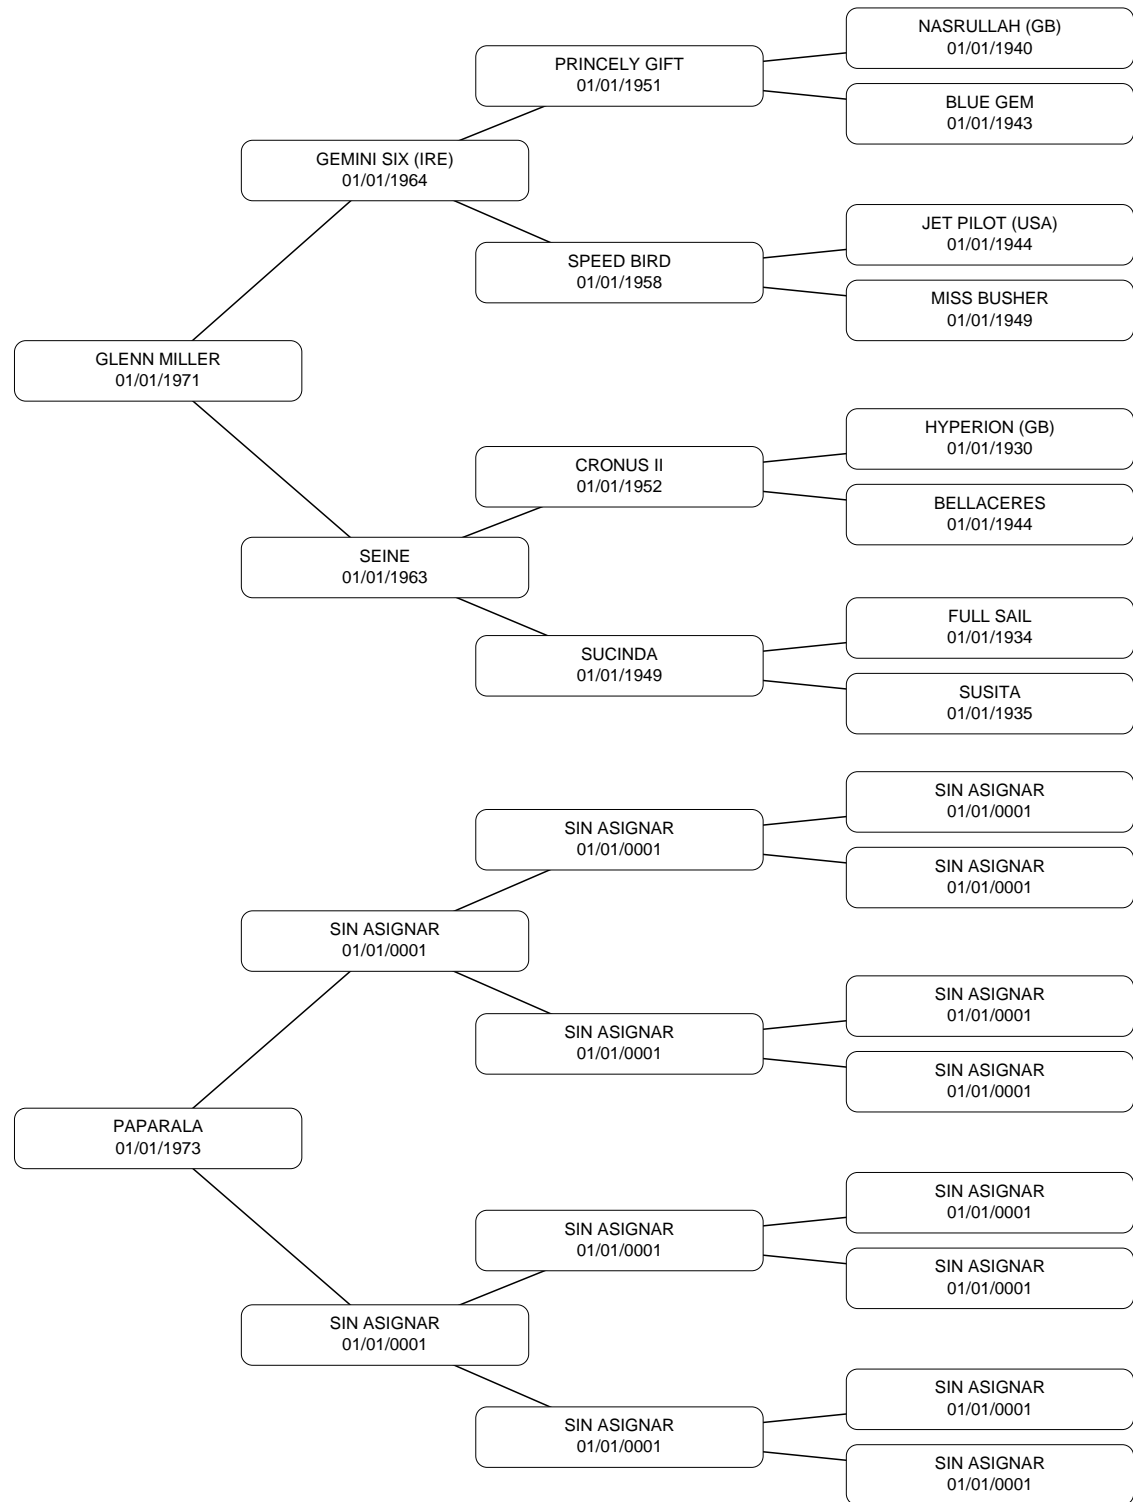 NASRULLAH (GB)
01/01/1940
PRINCELY GIFT
01/01/1951
BLUE GEM
01/01/1943
GEMINI SIX (IRE)
01/01/1964
JET PILOT (USA)
01/01/1944
SPEED BIRD
01/01/1958
MISS BUSHER
01/01/1949
GLENN MILLER
01/01/1971
HYPERION (GB)
01/01/1930
CRONUS II
01/01/1952
BELLACERES
01/01/1944
SEINE
01/01/1963
FULL SAIL
01/01/1934
SUCINDA
01/01/1949
SUSITA
01/01/1935
SIN ASIGNAR
01/01/0001
SIN ASIGNAR
01/01/0001
SIN ASIGNAR
01/01/0001
SIN ASIGNAR
01/01/0001
SIN ASIGNAR
01/01/0001
SIN ASIGNAR
01/01/0001
SIN ASIGNAR
01/01/0001
PAPARALA
01/01/1973
SIN ASIGNAR
01/01/0001
SIN ASIGNAR
01/01/0001
SIN ASIGNAR
01/01/0001
SIN ASIGNAR
01/01/0001
SIN ASIGNAR
01/01/0001
SIN ASIGNAR
01/01/0001
SIN ASIGNAR
01/01/0001